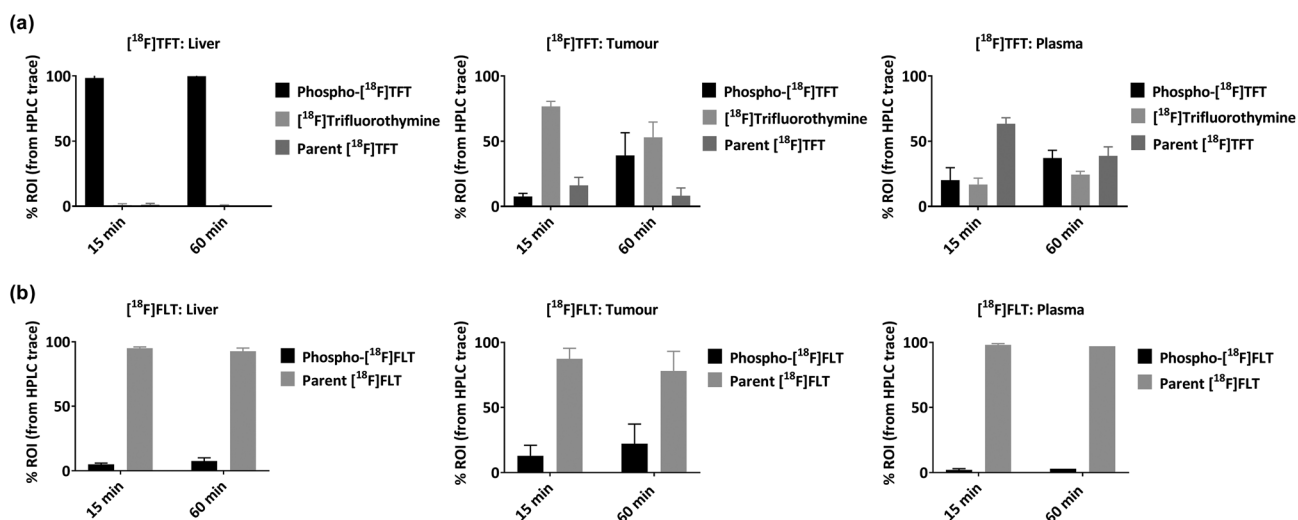 (a)
[¹⁸F]TFT: Liver
% ROI (from HPLC trace)
100
50
0
15 min
60 min
Phospho-[¹⁸F]TFT
[¹⁸F]Trifluorothymine
Parent [¹⁸F]TFT
[¹⁸F]TFT: Tumour
% ROI (from HPLC trace)
100
50
0
15 min
60 min
Phospho-[¹⁸F]TFT
[¹⁸F]Trifluorothymine
Parent [¹⁸F]TFT
[¹⁸F]TFT: Plasma
% ROI (from HPLC trace)
100
50
0
15 min
60 min
Phospho-[¹⁸F]TFT
[¹⁸F]Trifluorothymine
Parent [¹⁸F]TFT
(b)
[¹⁸F]FLT: Liver
% ROI (from HPLC trace)
100
50
0
15 min
60 min
Phospho-[¹⁸F]FLT
Parent [¹⁸F]FLT
[¹⁸F]FLT: Tumour
% ROI (from HPLC trace)
100
50
0
15 min
60 min
Phospho-[¹⁸F]FLT
Parent [¹⁸F]FLT
[¹⁸F]FLT: Plasma
% ROI (from HPLC trace)
100
50
0
15 min
60 min
Phospho-[¹⁸F]FLT
Parent [¹⁸F]FLT